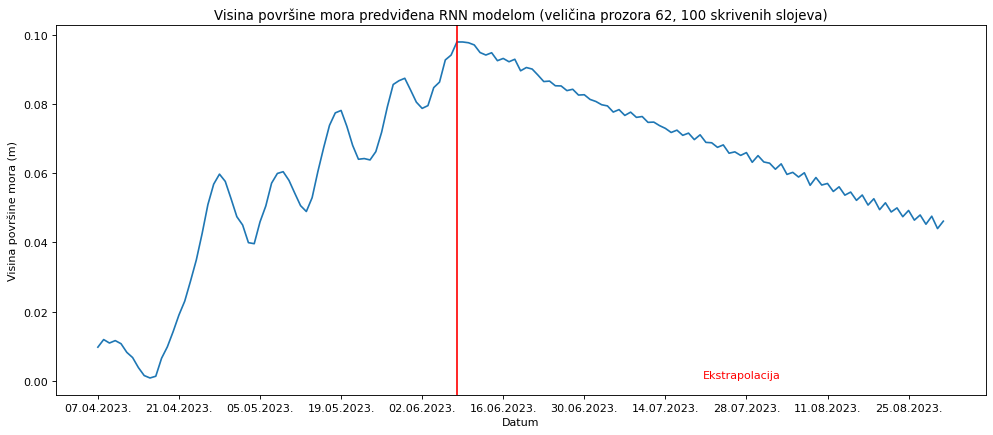 Visina površine mora predviđena RNN modelom (veličina prozora 62, 100 skrivenih slojeva)
Visina površine mora (m)
0.10
0.08
0.06
0.04
0.02
0.00
Ekstrapolacija
07.04.2023. 21.04.2023. 05.05.2023. 19.05.2023. 02.06.2023. 16.06.2023. 30.06.2023. 14.07.2023. 28.07.2023. 11.08.2023. 25.08.2023.
Datum